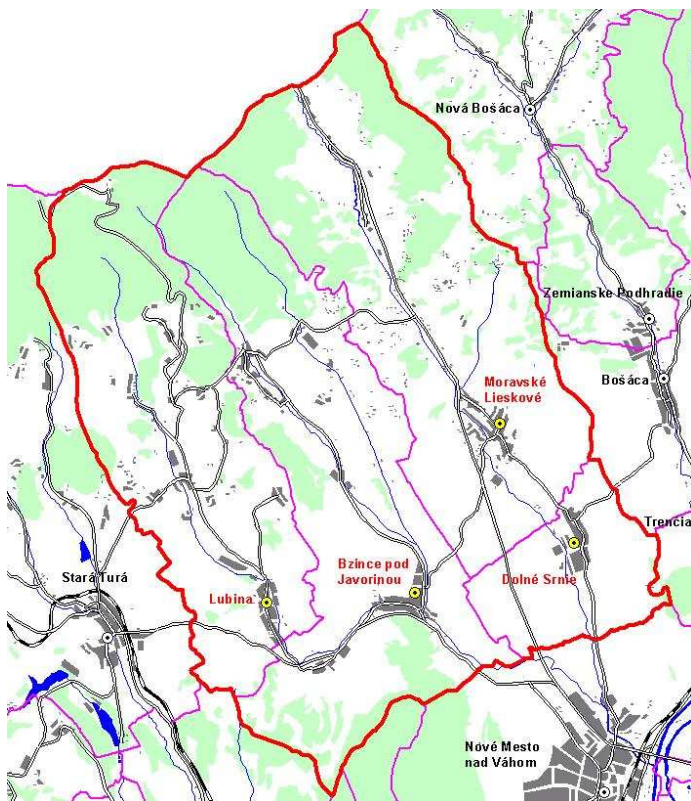 Nová Bošáca
Zemianske Podhradie
Bošáca
Moravské
Lieskové
Trencia
Dolné Srnie
Bzince pod
Javorinou
Lubina
Stará Turá
Nové Mesto
nad Váhom